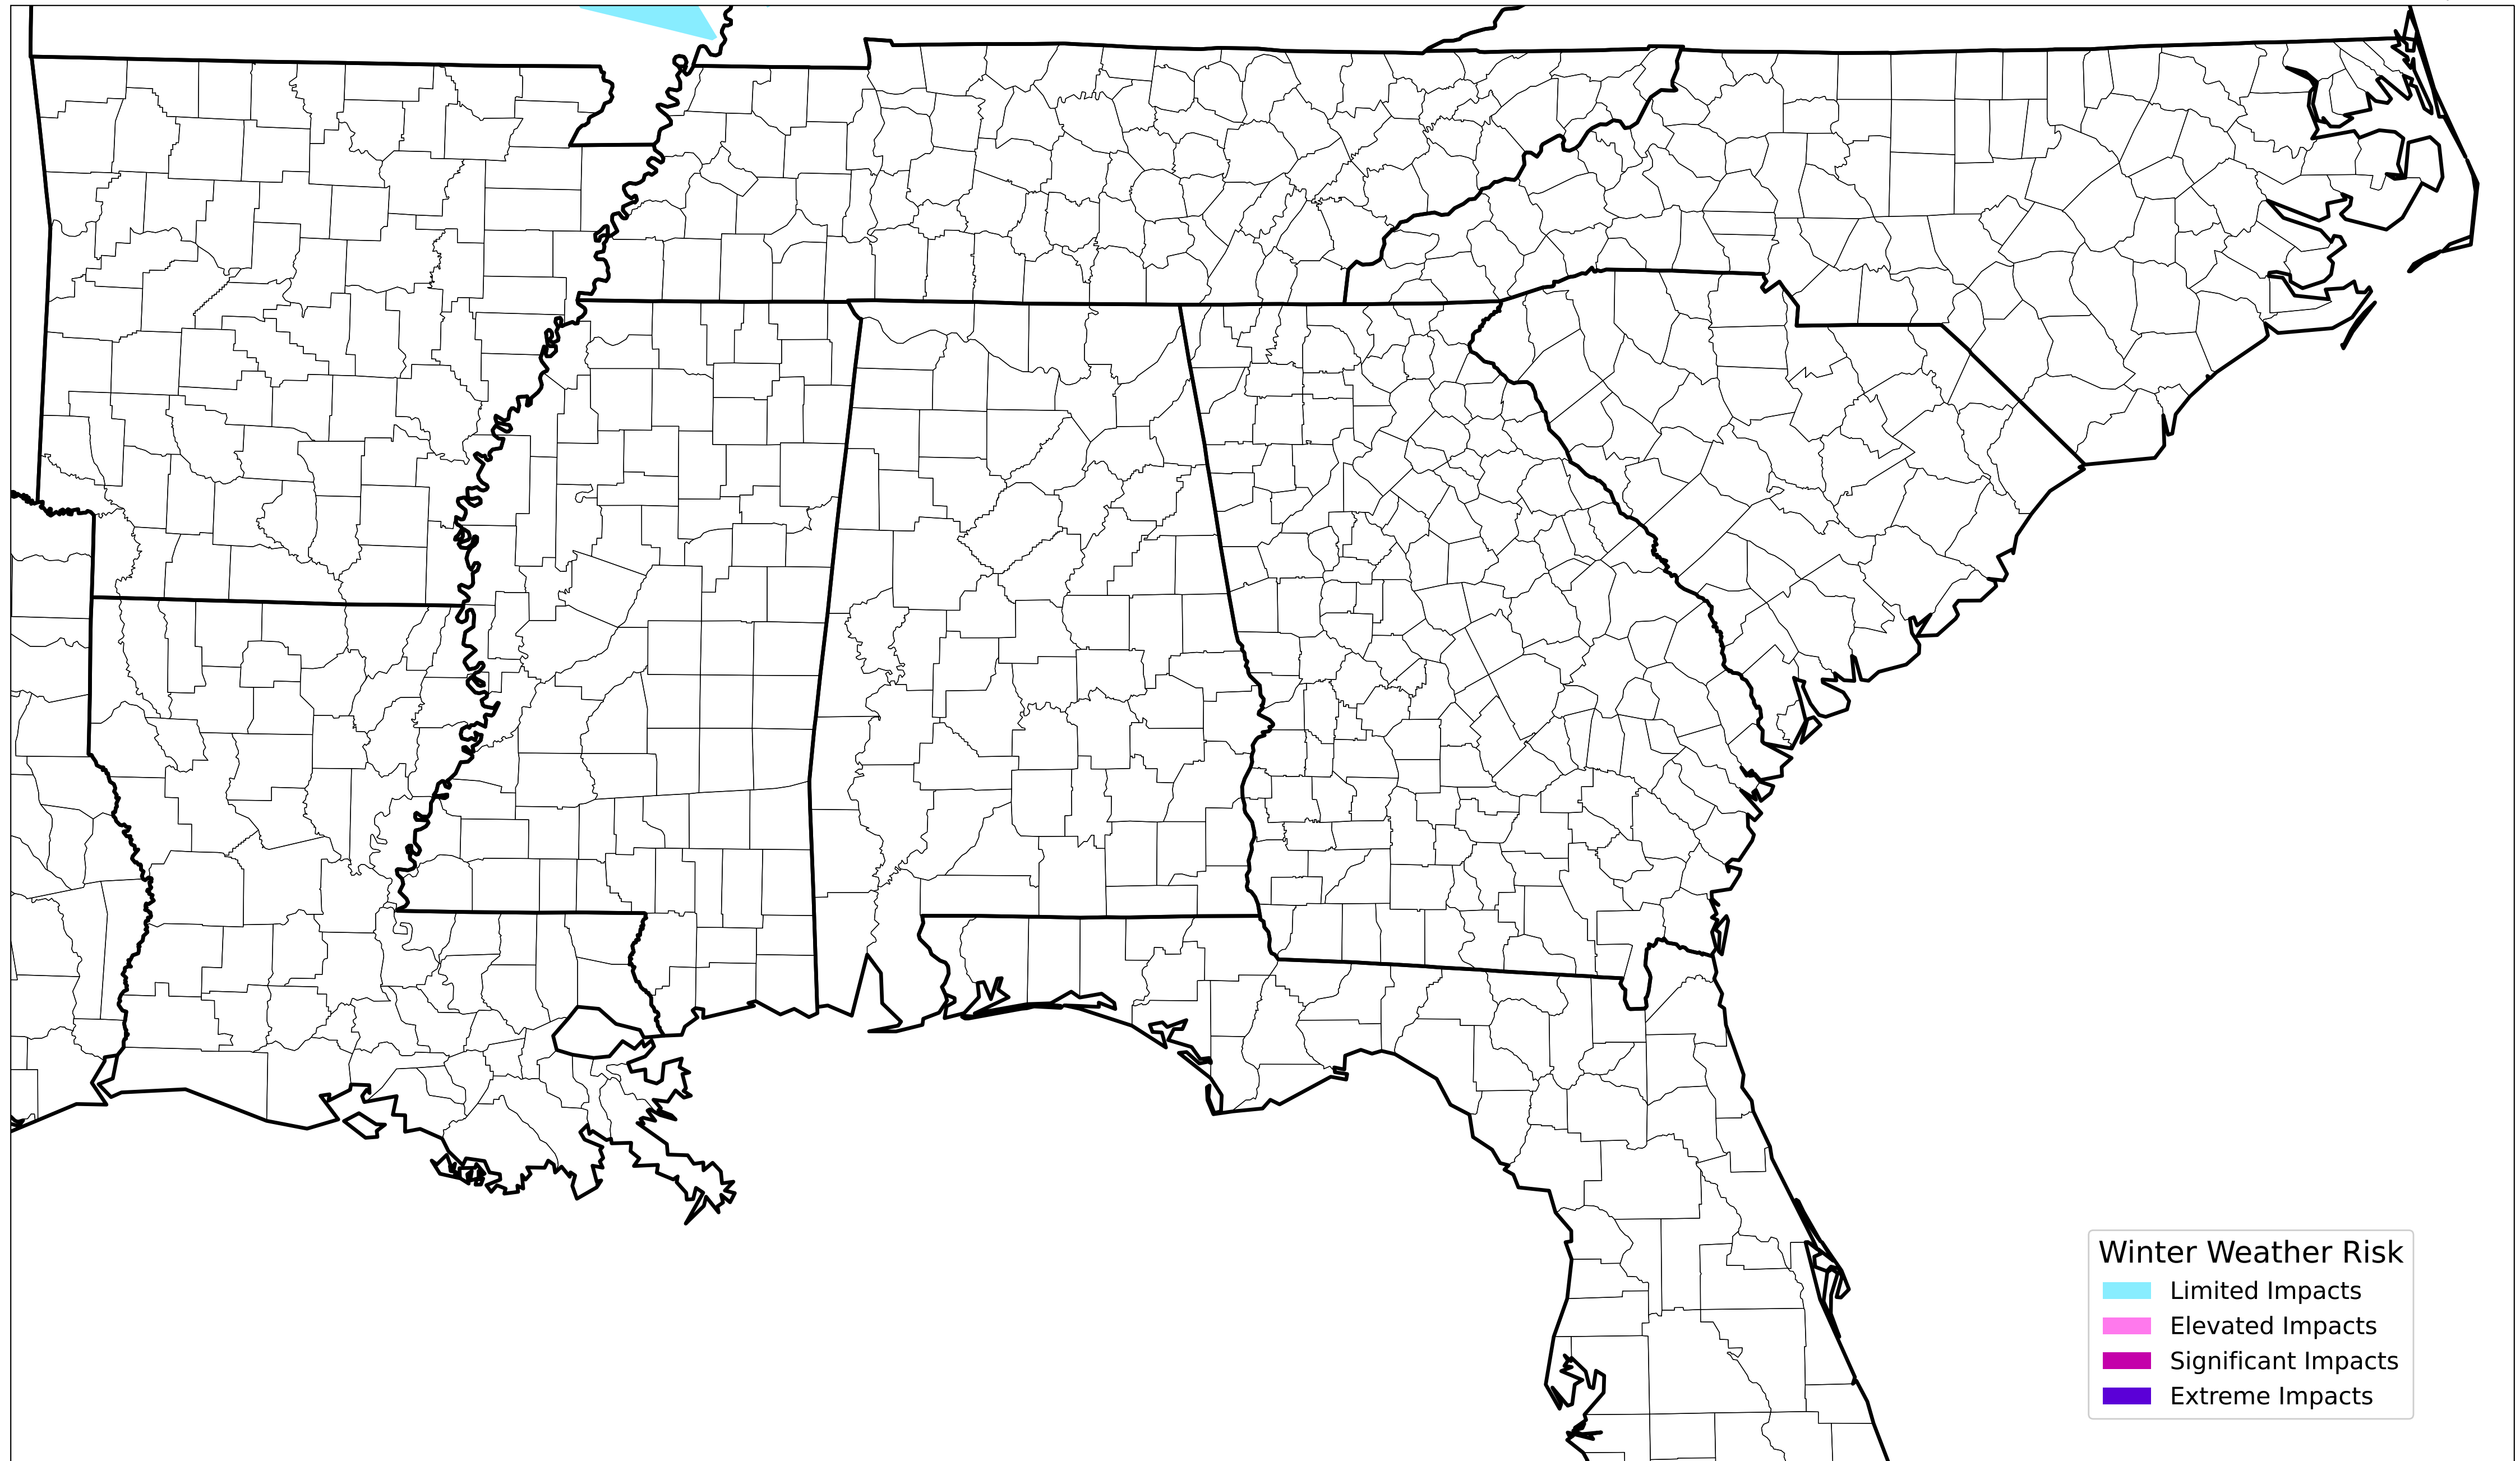 Winter Weather Risk
Limited Impacts
Elevated Impacts
Significant Impacts
Extreme Impacts